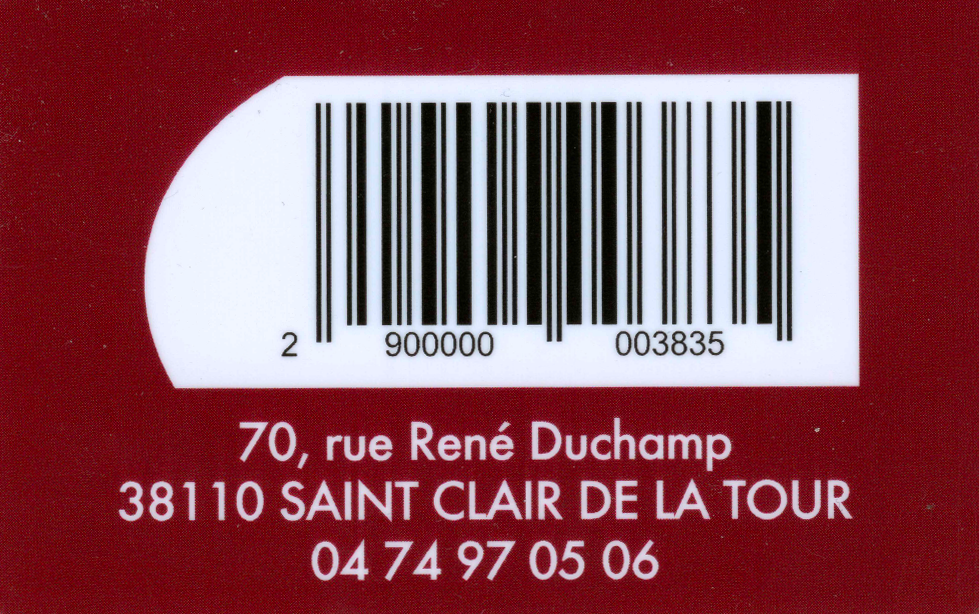 2 900000 003835
70, rue René Duchamp
38110 SAINT CLAIR DE LA TOUR
04 74 97 05 06